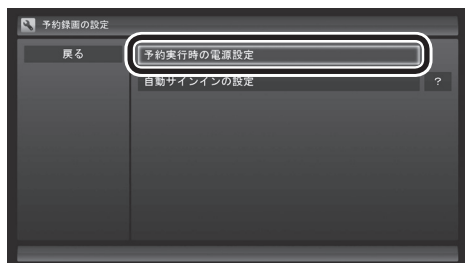 予約録画の設定
戻る
予約実行時の電源設定
自動サインインの設定
?